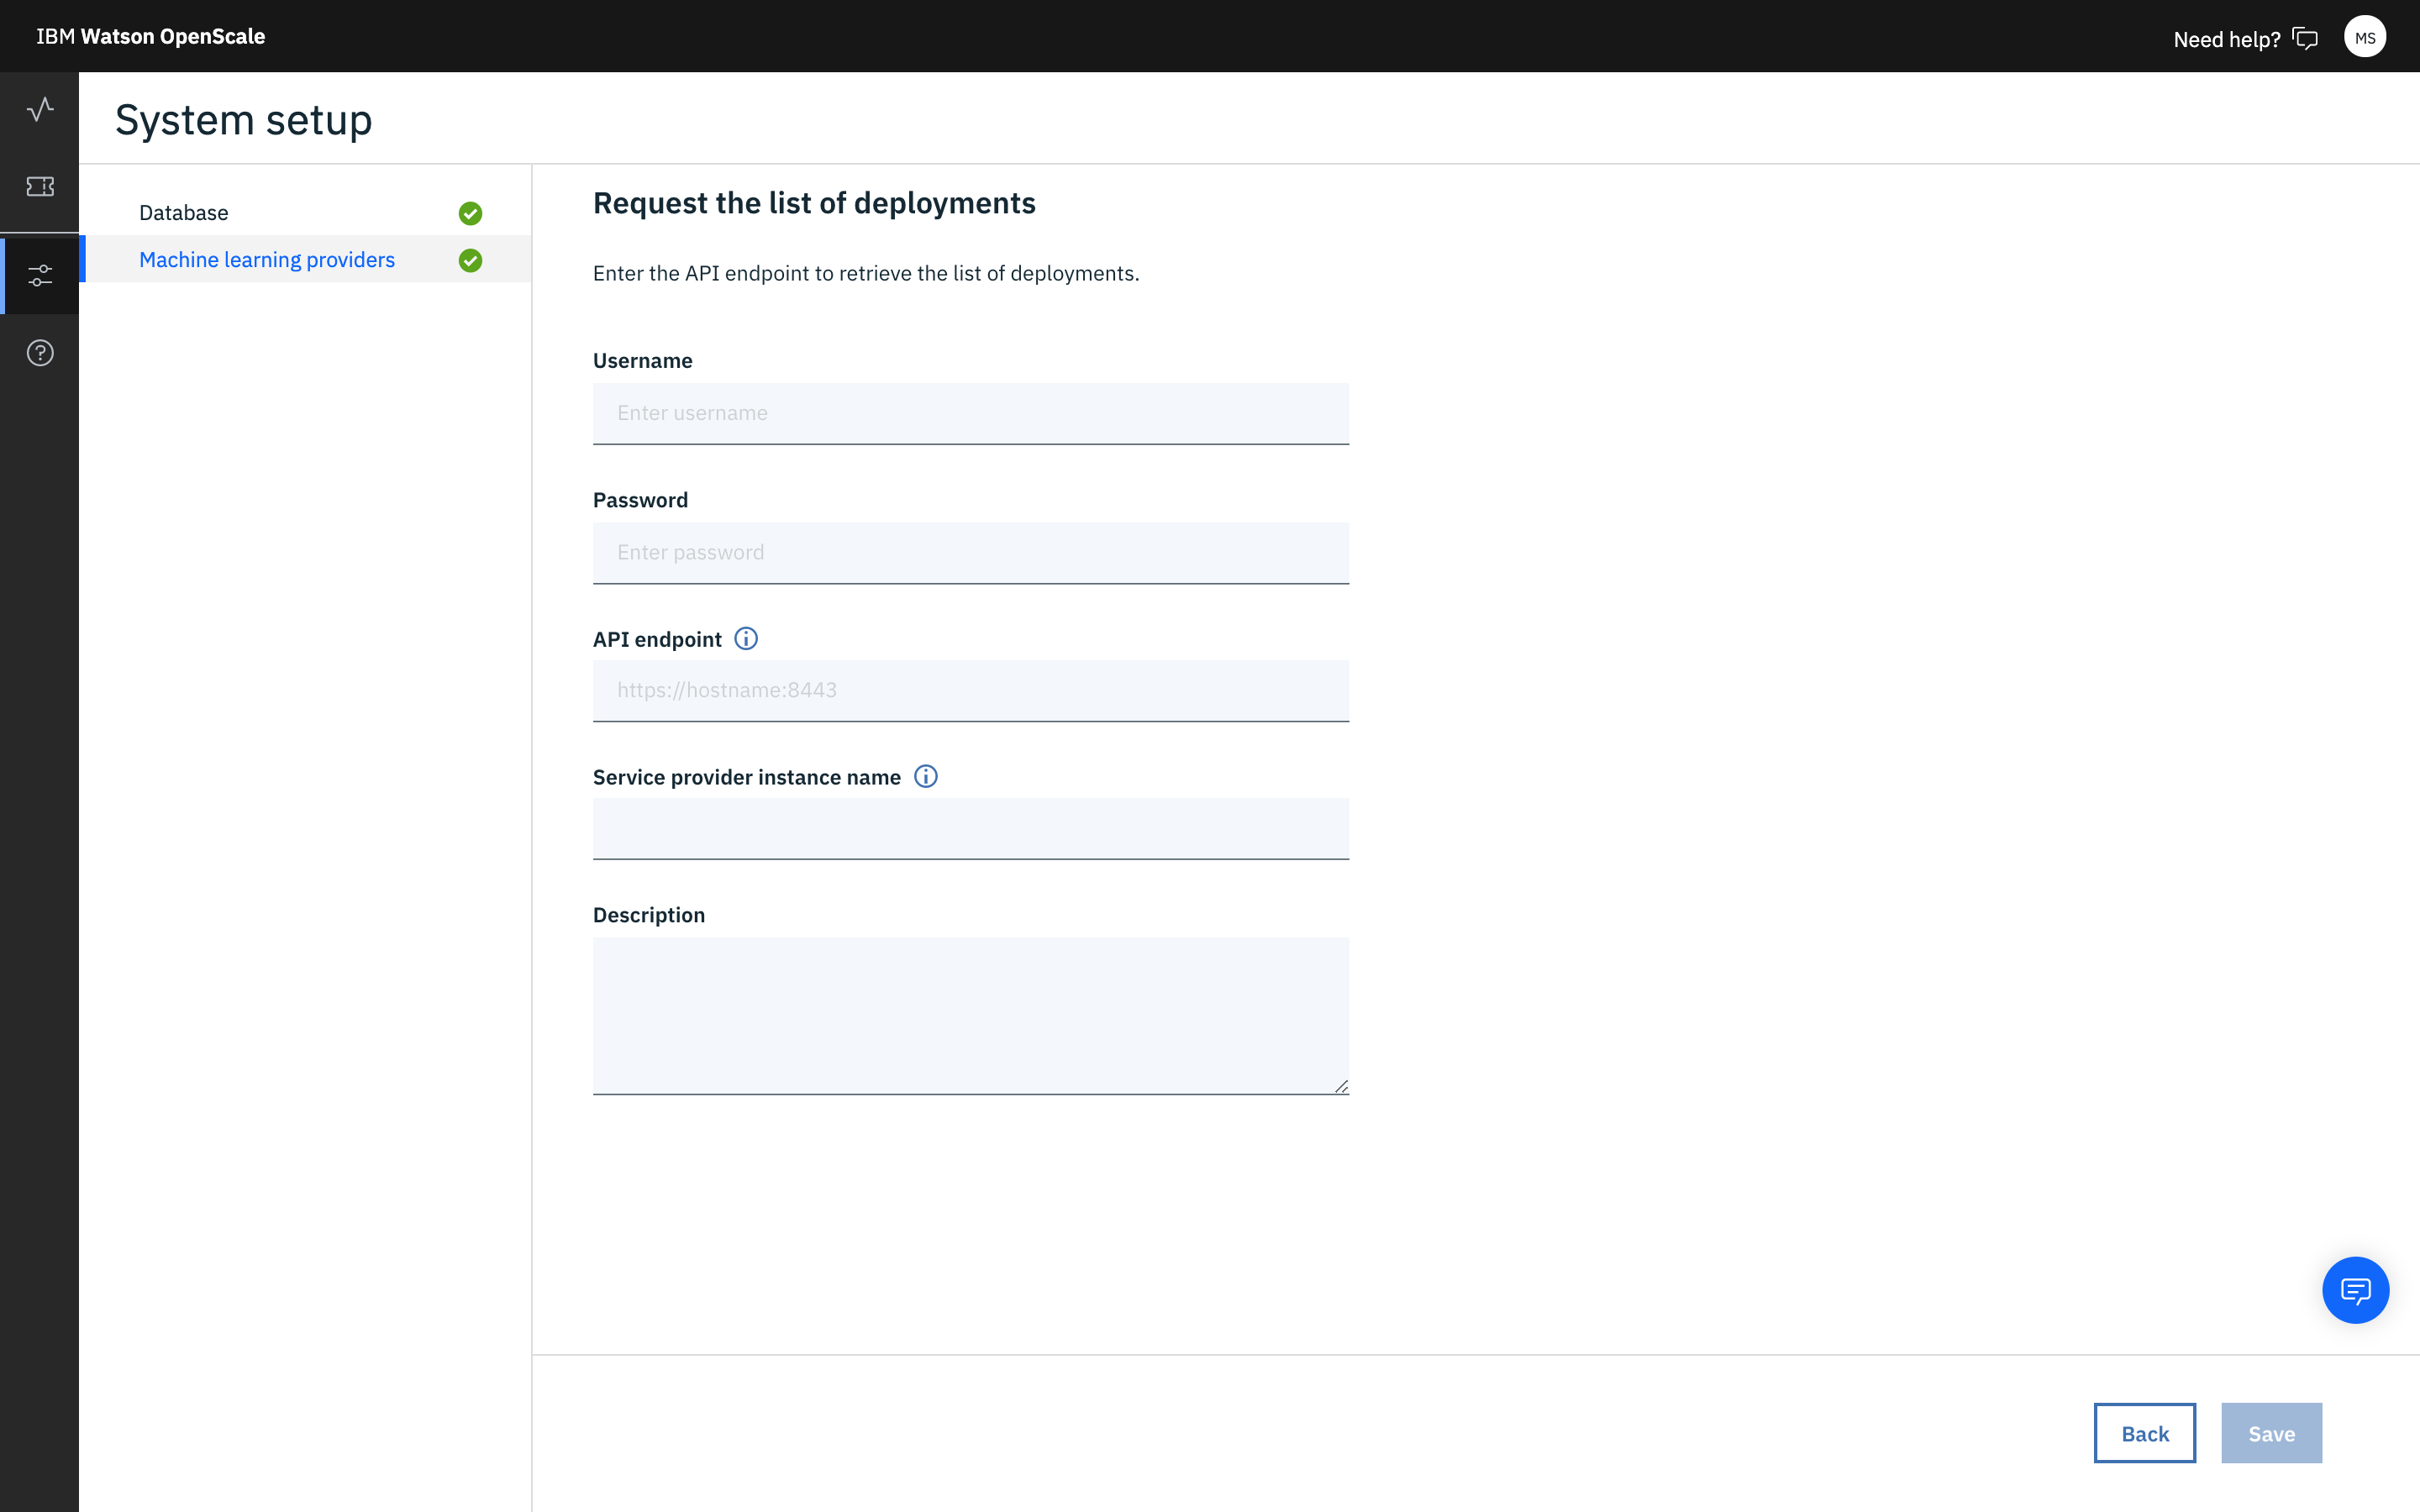 IBM Watson OpenScale
Need help?
MS
System setup
Database
Machine learning providers
Request the list of deployments
Enter the API endpoint to retrieve the list of deployments.
Username
Enter username
Password
Enter password
API endpoint
https://hostname:8443
Service provider instance name
Description
Back
Save